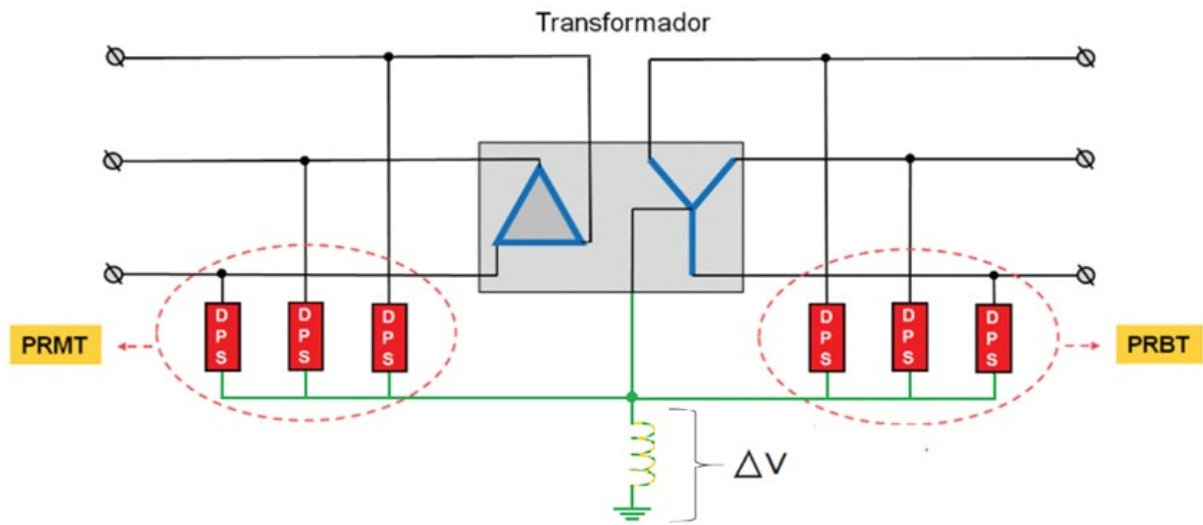 Transformador
PRMT
DPS
DPS
DPS
DPS
DPS
DPS
PRBT
ΔV